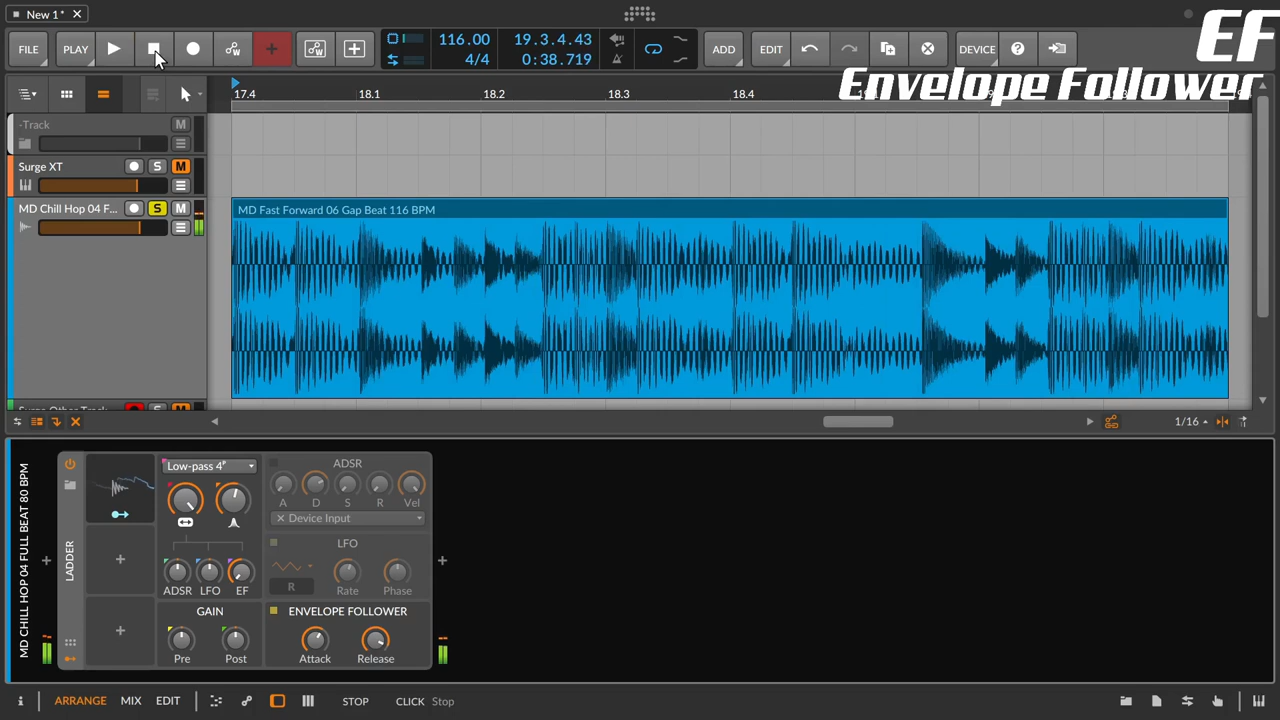 New 1*
EF
Envelope Follower
FILE
PLAY
116.00
4/4
19.3.4.43
0:38.719
ADD
EDIT
DEVICE
17.4
18.1
18.2
18.3
18.4
-Track
M
Surge XT
S
M
MD Chill Hop 04 F...
S
M
MD Fast Forward 06 Gap Beat 116 BPM
Surge Other Track
1/16
MD CHILL HOP 04 FULL BEAT 80 BPM
LADDER
Low-pass 4
ADSR
A
D
S
R
Vel
Device Input
LFO
R
Rate
Phase
ADSR
LFO
EF
GAIN
Pre
Post
ENVELOPE FOLLOWER
Attack
Release
ARRANGE
MIX
EDIT
STOP
CLICK
Stop